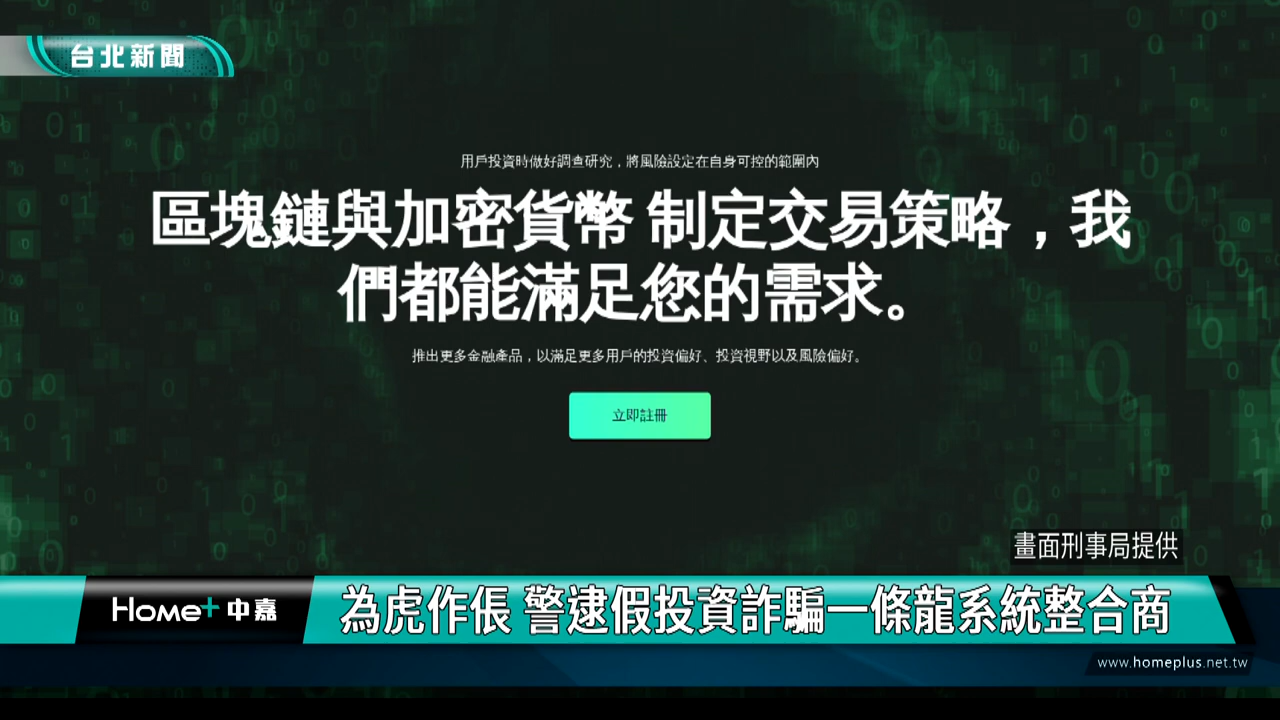 台北新聞
用戶投資時做好調查研究，將風險設定在自身可控的範圍內
區塊鏈與加密貨幣 制定交易策略，我
們都能滿足您的需求。
推出更多金融產品，以滿足更多用戶的投資偏好、投資視野以及風險偏好。
立即註冊
畫面刑事局提供
Home+ 中嘉
為虎作倀 警逮假投資詐騙一條龍系統整合商
www.homeplus.net.tw